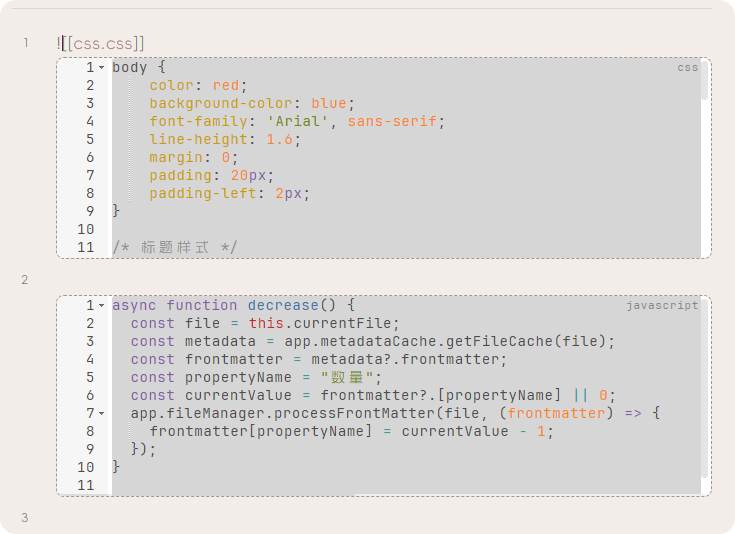 1 ![[css.css]]
1 body { css
2 color: red;
3 background-color: blue;
4 font-family: 'Arial', sans-serif;
5 line-height: 1.6;
6 margin: 0;
7 padding: 20px;
8 padding-left: 2px;
9 }
10
11 /* 标题样式 */
2
1 async function decrease() { javascript
2 const file = this.currentFile;
3 const metadata = app.metadataCache.getFileCache(file);
4 const frontmatter = metadata?.frontmatter;
5 const propertyName = "数量";
6 const currentValue = frontmatter?.[propertyName] || 0;
7 app.fileManager.processFrontMatter(file, (frontmatter) => {
8 frontmatter[propertyName] = currentValue - 1;
9 });
10 }
11
3